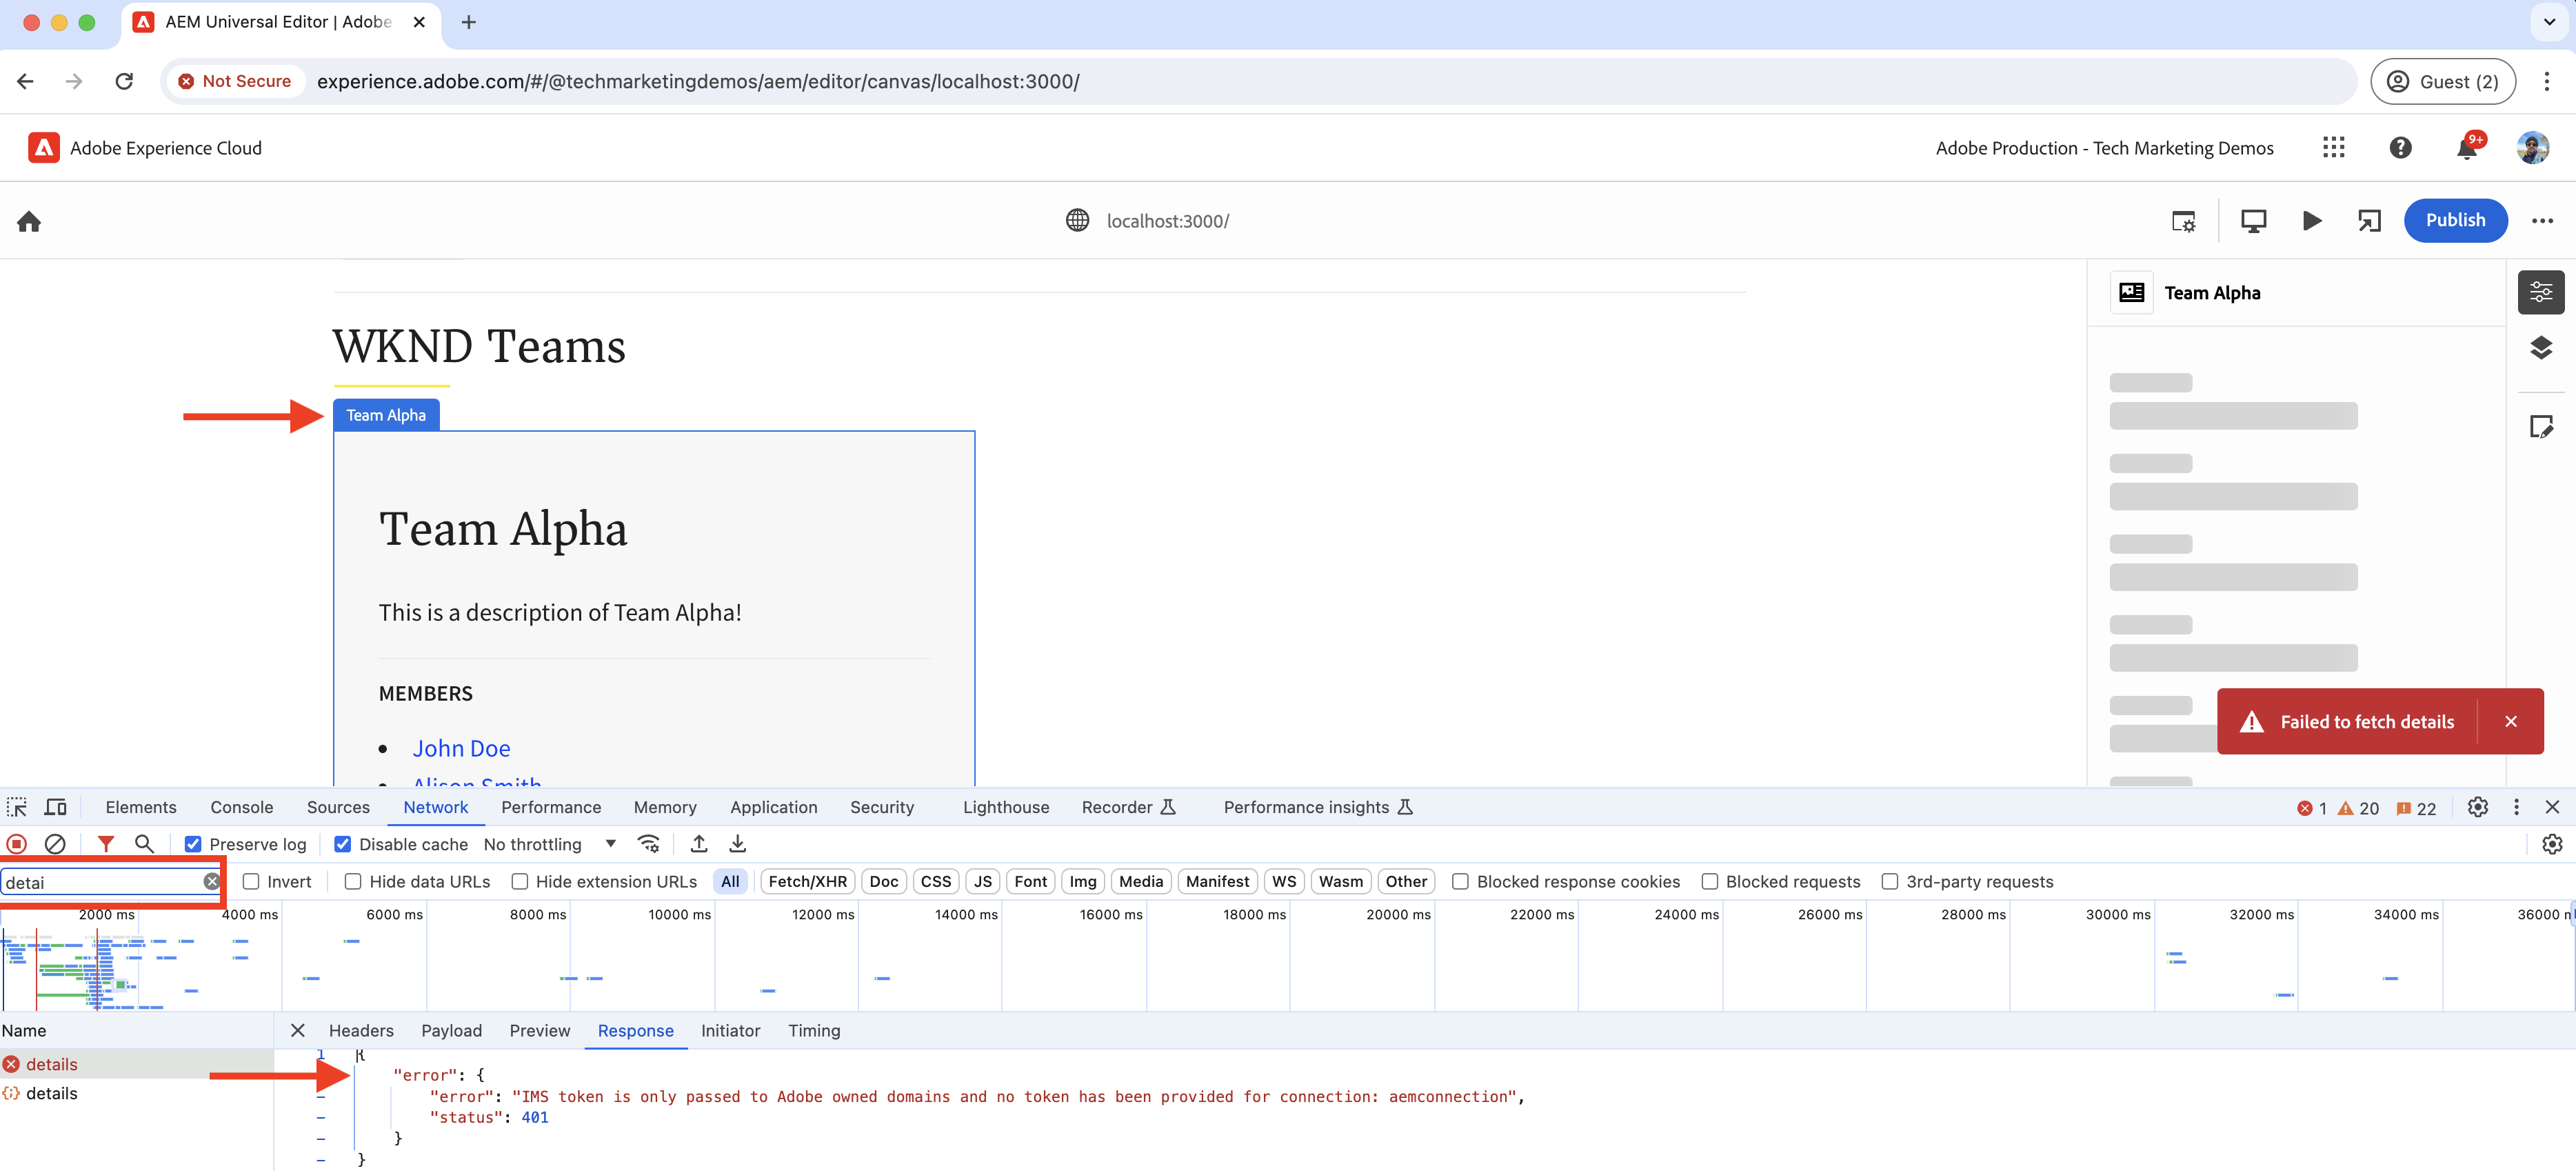 AEM Universal Editor | Adobe
Not Secure experience.adobe.com/#/@techmarketingdemos/aem/editor/canvas/localhost:3000/ Guest (2)
Adobe Experience Cloud Adobe Production - Tech Marketing Demos 9+
localhost:3000/ Publish
Team Alpha
WKND Teams
Team Alpha
Team Alpha
This is a description of Team Alpha!
MEMBERS
John Doe
Alison Smith
Failed to fetch details
Elements Console Sources Network Performance Memory Application Security Lighthouse Recorder Performance insights 1 20 22
Preserve log Disable cache No throttling
detai Invert Hide data URLs Hide extension URLs All Fetch/XHR Doc CSS JS Font Img Media Manifest WS Wasm Other Blocked response cookies Blocked requests 3rd-party requests
2000 ms 4000 ms 6000 ms 8000 ms 10000 ms 12000 ms 14000 ms 16000 ms 18000 ms 20000 ms 22000 ms 24000 ms 26000 ms 28000 ms 30000 ms 32000 ms 34000 ms 36000 m
Name Headers Payload Preview Response Initiator Timing
1 {
details
"error": {
details
"error": "IMS token is only passed to Adobe owned domains and no token has been provided for connection: aemconnection",
"status": 401
}
}